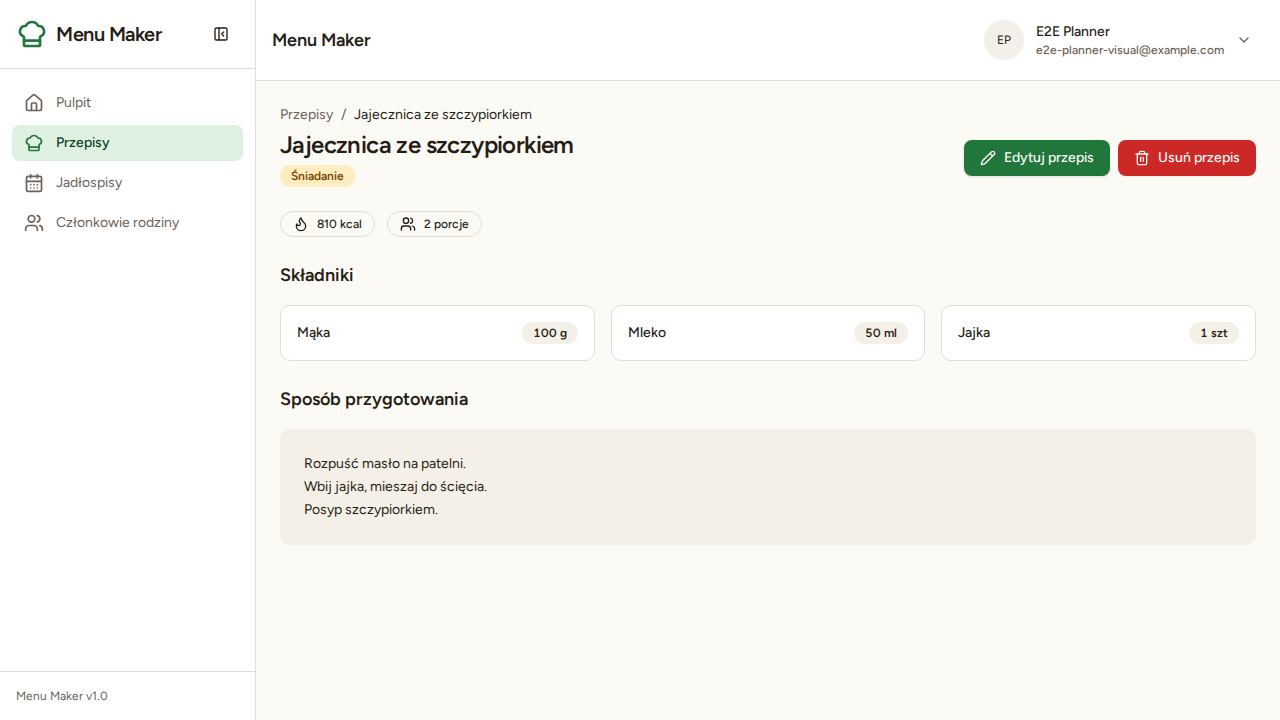 Menu Maker
Pulpit
Przepisy
Jadłospisy
Członkowie rodziny
Menu Maker v1.0
Menu Maker
EP
E2E Planner
e2e-planner-visual@example.com
Przepisy / Jajecznica ze szczypiorkiem
Jajecznica ze szczypiorkiem
Śniadanie
Edytuj przepis
Usuń przepis
810 kcal
2 porcje
Składniki
Mąka 100 g
Mleko 50 ml
Jajka 1 szt
Sposób przygotowania
Rozpuść masło na patelni.
Wbij jajka, mieszaj do ścięcia.
Posyp szczypiorkiem.